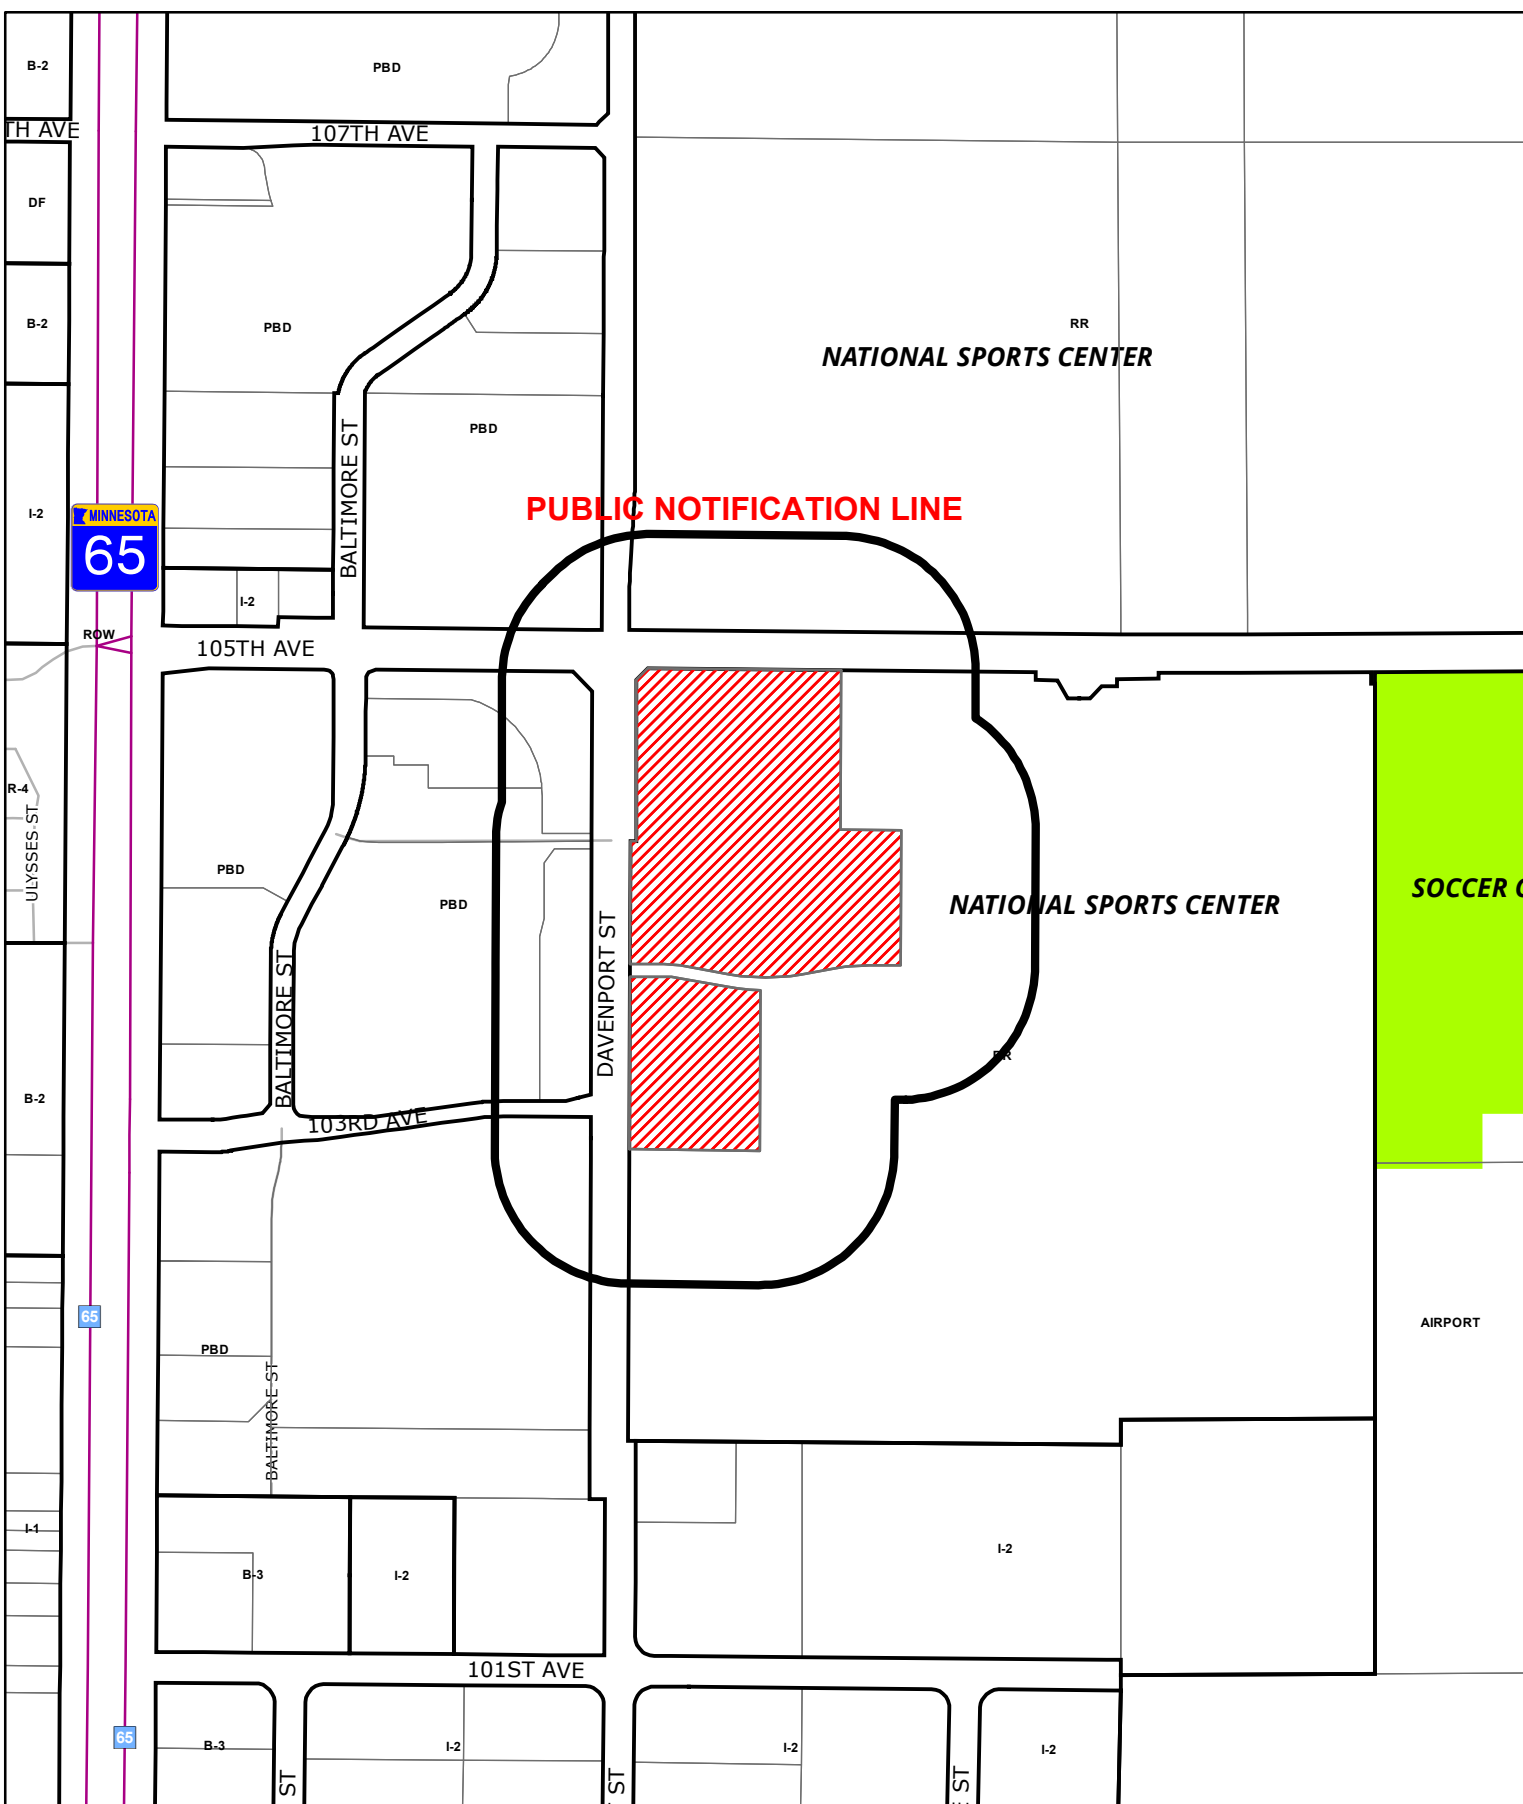 B-2
PBD
TH AVE
107TH AVE
DF
B-2
PBD
RR
NATIONAL SPORTS CENTER
PBD
BALTIMORE ST
I-2
PUBLIC NOTIFICATION LINE
MINNESOTA
65
I-2
ROW
105TH AVE
R-4
ULYSSES ST
PBD
PBD
NATIONAL SPORTS CENTER
SOCCER
DAVENPORT ST
BALTIMORE ST
RR
B-2
103RD AVE
65
AIRPORT
PBD
BALTIMORE ST
I-1
B-3
I-2
I-2
101ST AVE
65
B-3
I-2
I-2
I-2
ST
ST
ST